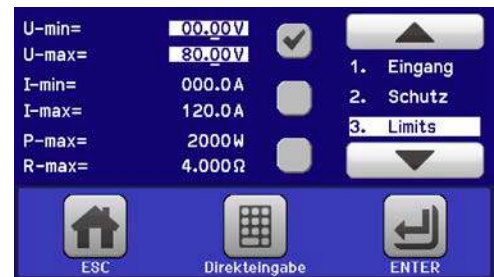 U-min= 00.00V
U-max= 80.00V
I-min= 000.0A
I-max= 120.0A
P-max= 2000W
R-max= 4.000Ω
1. Eingang
2. Schutz
3. Limits
ESC
Direkteingabe
ENTER